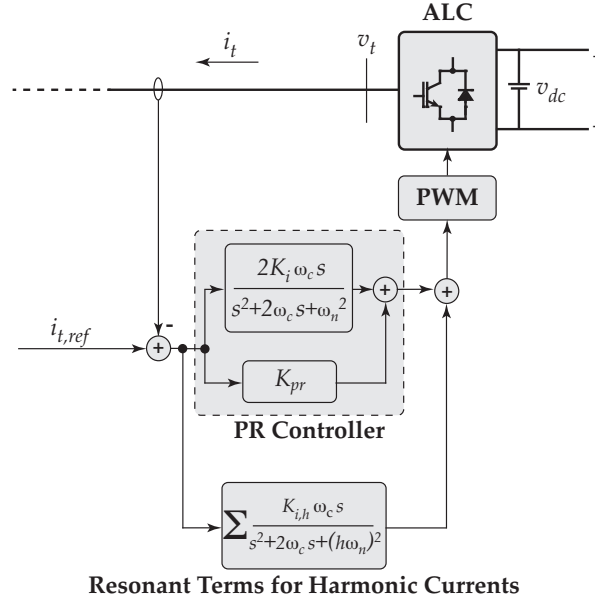 ALC
i_t
v_t
v_dc
PWM
2K_i ω_c s
s²+2ω_c s+ω_n²
+
+
-
i_t,ref
+
K_pr
PR Controller
K_i,h ω_c s
∑
s²+2ω_c s+(hω_n)²
Resonant Terms for Harmonic Currents